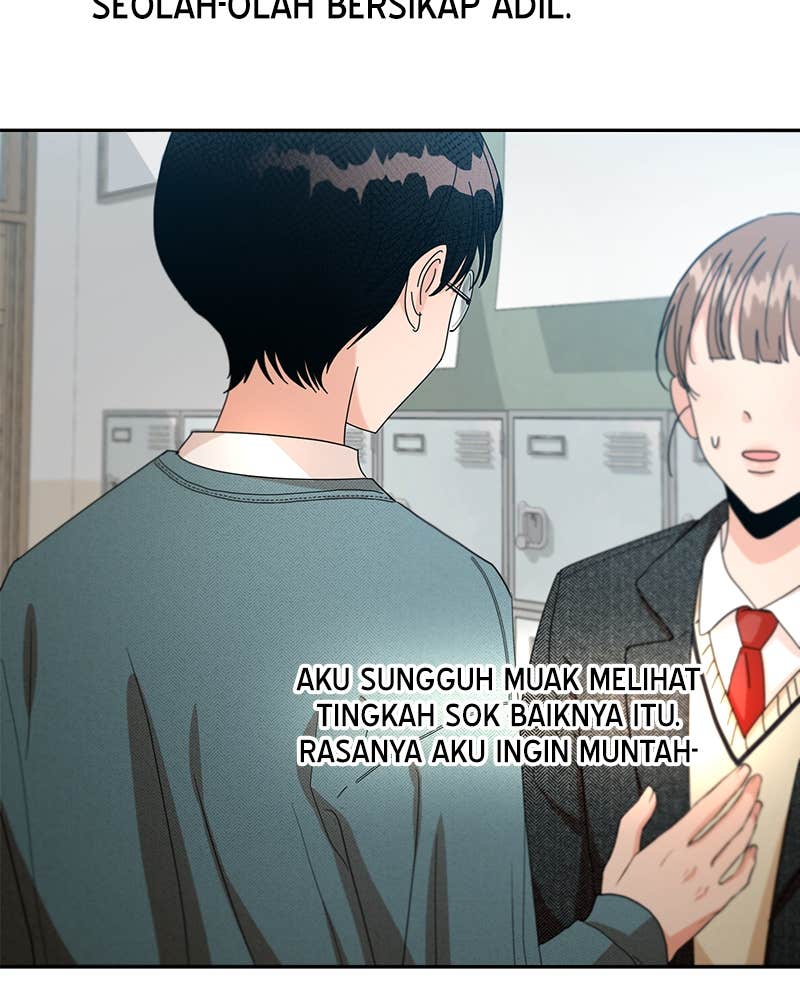 SEOLAH-OLAH BERSIKAP ADIL.
AKU SUNGGUH MUAK MELIHAT
TINGKAH SOK BAIKNYA ITU.
RASANYA AKU INGIN MUNTAH-